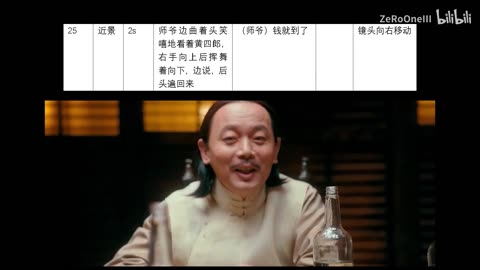 ZeRoOneIII bilibili
25 近景 2s 师爷边曲着头笑 (师爷)钱就到了 镜头向右移动
嘻地看着黄四郎,
右手向上后挥舞
着向下,边说,后
头遍回来